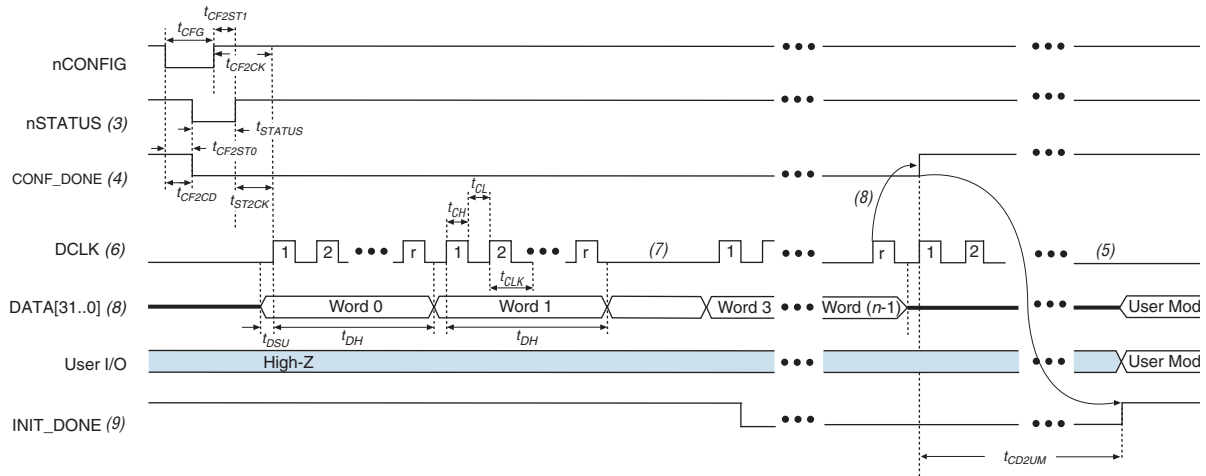 tCF2ST1
tCFG
nCONFIG
tCF2CK
nSTATUS (3)
tSTATUS
tCF2ST0
CONF_DONE (4)
tCF2CD
tST2CK
tCL
tCH
(8)
DCLK (6)
1 2 r 1 2 r (7) 1 r 1 2 (5)
tCLK
DATA[31..0] (8)
Word 0 Word 1 Word 3 Word (n-1) User Mod
tDSU
tDH
tDH
User I/O
High-Z
User Mod
INIT_DONE (9)
tCD2UM